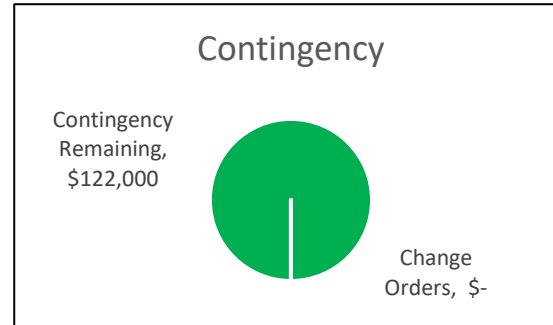 Contingency
Contingency
Remaining,
$122,000
Change
Orders, $-